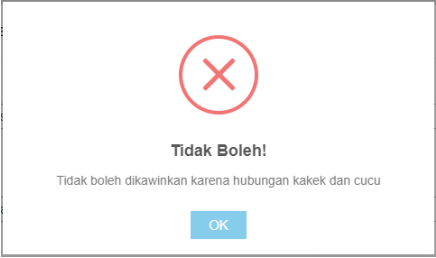 Tidak Boleh!
Tidak boleh dikawinkan karena hubungan kakek dan cucu
OK